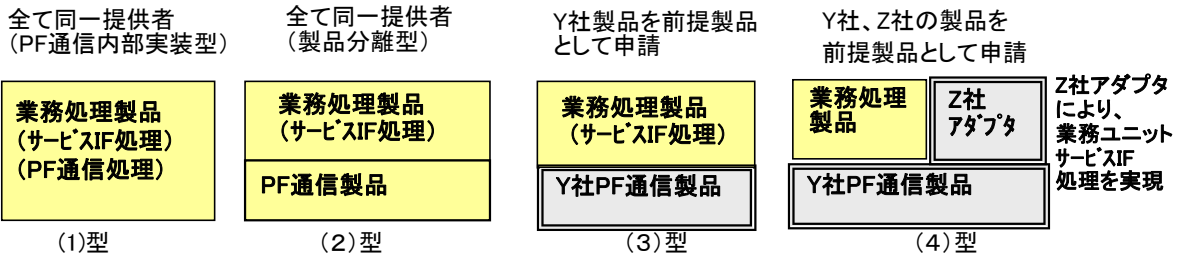 全て同一提供者
（PF通信内部実装型）
業務処理製品
（サービスIF処理）
（PF通信処理）
（1)型
全て同一提供者
（製品分離型）
業務処理製品
（サービスIF処理）
PF通信製品
（２）型
Y社製品を前提製品
として申請
業務処理製品
（サービスIF処理）
Y社PF通信製品
（３）型
Y社、Z社の製品を
前提製品として申請
業務処理
製品
Z社
アダプタ
Y社PF通信製品
Z社アダプタ
により、
業務ユニット
サービスIF
処理を実現
（４）型